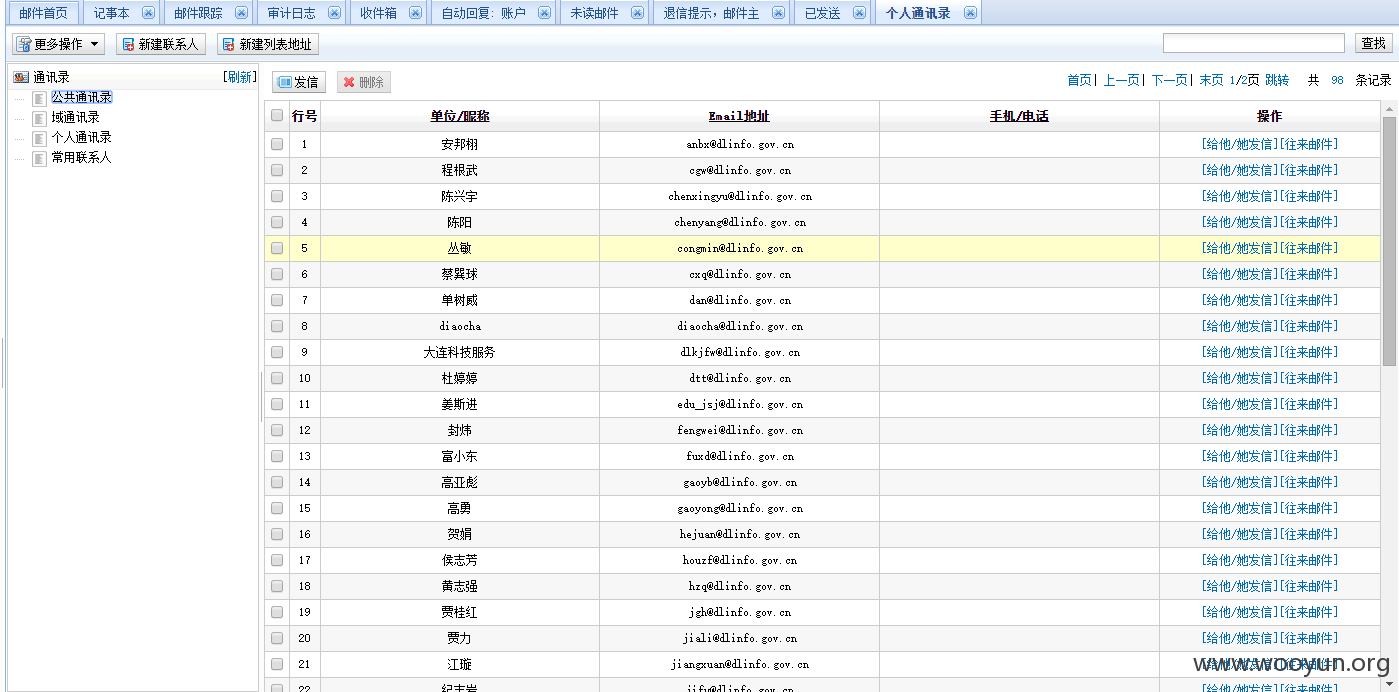 邮件首页 记事本 邮件跟踪 审计日志 收件箱 自动回复：账户 未读邮件 退信提示，邮件主 已发送 个人通讯录
更多操作 新建联系人 新建列表地址 查找
通讯录 [刷新]
公共通讯录
域通讯录
个人通讯录
常用联系人
发信 删除 首页| 上一页| 下一页| 末页 1/2页 跳转 共 98 条记录
行号 单位/昵称 Email地址 手机/电话 操作
1 安邦栩 anbx@dlinfo.gov.cn [给他/她发信][往来邮件]
2 程根武 cgw@dlinfo.gov.cn [给他/她发信][往来邮件]
3 陈兴宇 chenxingyu@dlinfo.gov.cn [给他/她发信][往来邮件]
4 陈阳 chenyang@dlinfo.gov.cn [给他/她发信][往来邮件]
5 丛敏 congmin@dlinfo.gov.cn [给他/她发信][往来邮件]
6 蔡巽球 cxq@dlinfo.gov.cn [给他/她发信][往来邮件]
7 单树威 dan@dlinfo.gov.cn [给他/她发信][往来邮件]
8 diaocha diaocha@dlinfo.gov.cn [给他/她发信][往来邮件]
9 大连科技服务 dlkjfw@dlinfo.gov.cn [给他/她发信][往来邮件]
10 杜婷婷 dtt@dlinfo.gov.cn [给他/她发信][往来邮件]
11 姜斯进 edu_jsj@dlinfo.gov.cn [给他/她发信][往来邮件]
12 封炜 fengwei@dlinfo.gov.cn [给他/她发信][往来邮件]
13 富小东 fuxd@dlinfo.gov.cn [给他/她发信][往来邮件]
14 高亚彪 gaoyb@dlinfo.gov.cn [给他/她发信][往来邮件]
15 高勇 gaoyong@dlinfo.gov.cn [给他/她发信][往来邮件]
16 贺娟 hejuan@dlinfo.gov.cn [给他/她发信][往来邮件]
17 侯志芳 houzf@dlinfo.gov.cn [给他/她发信][往来邮件]
18 黄志强 hzq@dlinfo.gov.cn [给他/她发信][往来邮件]
19 贾桂红 jgh@dlinfo.gov.cn [给他/她发信][往来邮件]
20 贾力 jiali@dlinfo.gov.cn [给他/她发信][往来邮件]
21 江璇 jiangxuan@dlinfo.gov.cn [给他/她发信][往来邮件]
www.wooyun.org
22 [给他/她发信][往来邮件]